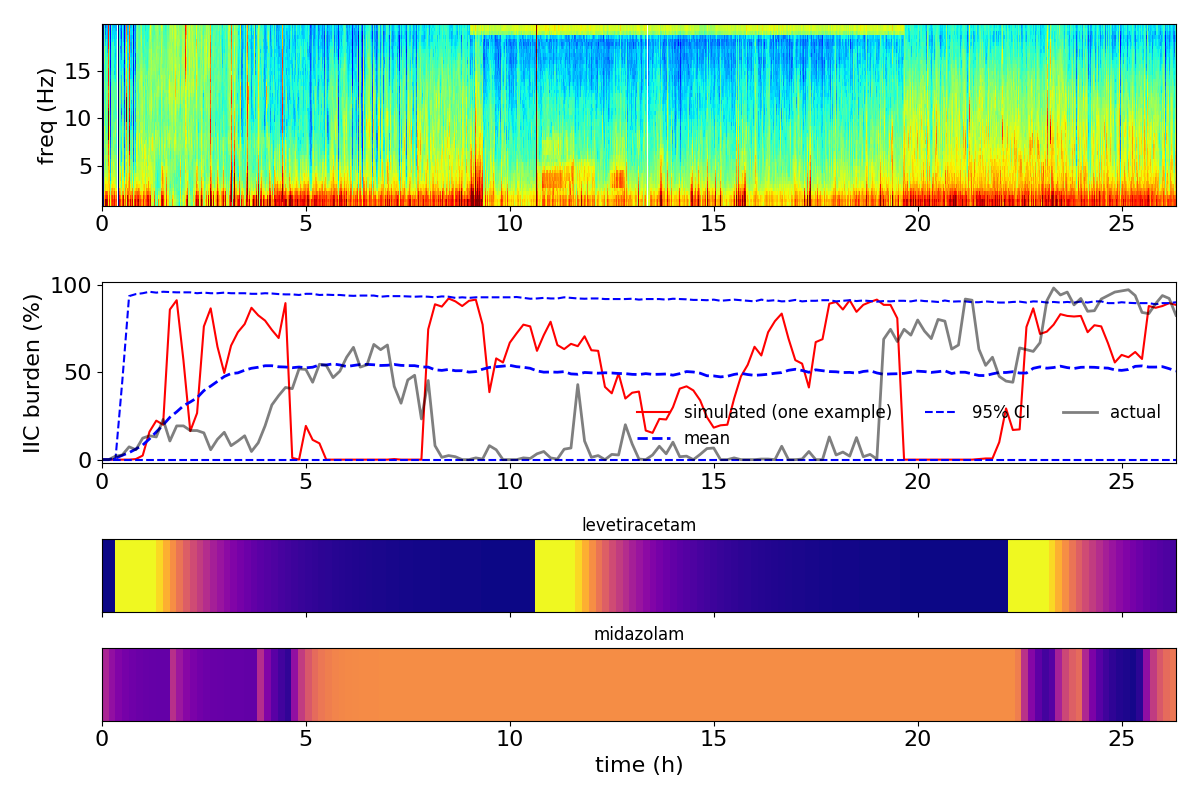 freq (Hz)
15
10
5
0 5 10 15 20 25
IIC burden (%)
100
50
0
simulated (one example) 95% CI actual
mean
0 5 10 15 20 25
levetiracetam
midazolam
0 5 10 15 20 25
time (h)